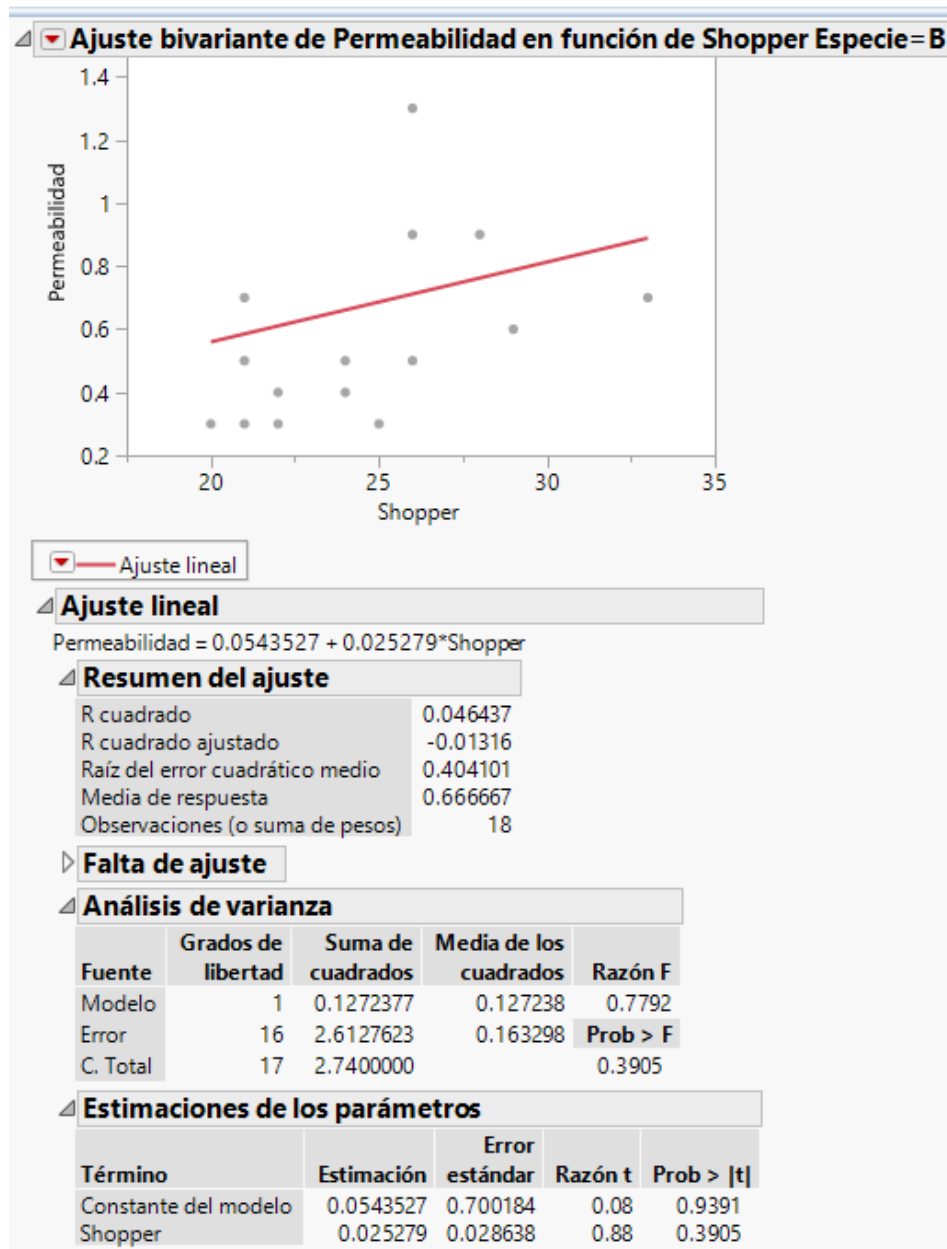 Ajuste bivariante de Permeabilidad en función de Shopper Especie=B
1.4
1.2
1
0.8
0.6
0.4
0.2
Permeabilidad
20 25 30 35
Shopper
Ajuste lineal
Ajuste lineal
Permeabilidad = 0.0543527 + 0.025279*Shopper
Resumen del ajuste
R cuadrado 0.046437
R cuadrado ajustado -0.01316
Raíz del error cuadrático medio 0.404101
Media de respuesta 0.666667
Observaciones (o suma de pesos) 18
Falta de ajuste
Análisis de varianza
Grados de Suma de Media de los
Fuente libertad cuadrados cuadrados Razón F
Modelo 1 0.1272377 0.127238 0.7792
Error 16 2.6127623 0.163298 Prob > F
C. Total 17 2.7400000 0.3905
Estimaciones de los parámetros
Error
Término Estimación estándar Razón t Prob > |t|
Constante del modelo 0.0543527 0.700184 0.08 0.9391
Shopper 0.025279 0.028638 0.88 0.3905